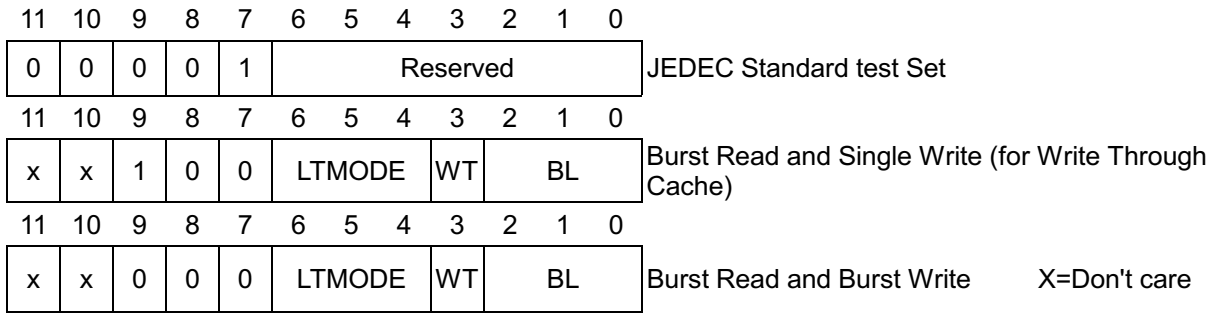 11 10 9 8 7 6 5 4 3 2 1 0
0 0 0 0 1 Reserved JEDEC Standard test Set
11 10 9 8 7 6 5 4 3 2 1 0
x x 1 0 0 LTMODE WT BL Burst Read and Single Write (for Write Through
Cache)
11 10 9 8 7 6 5 4 3 2 1 0
x x 0 0 0 LTMODE WT BL Burst Read and Burst Write X=Don't care